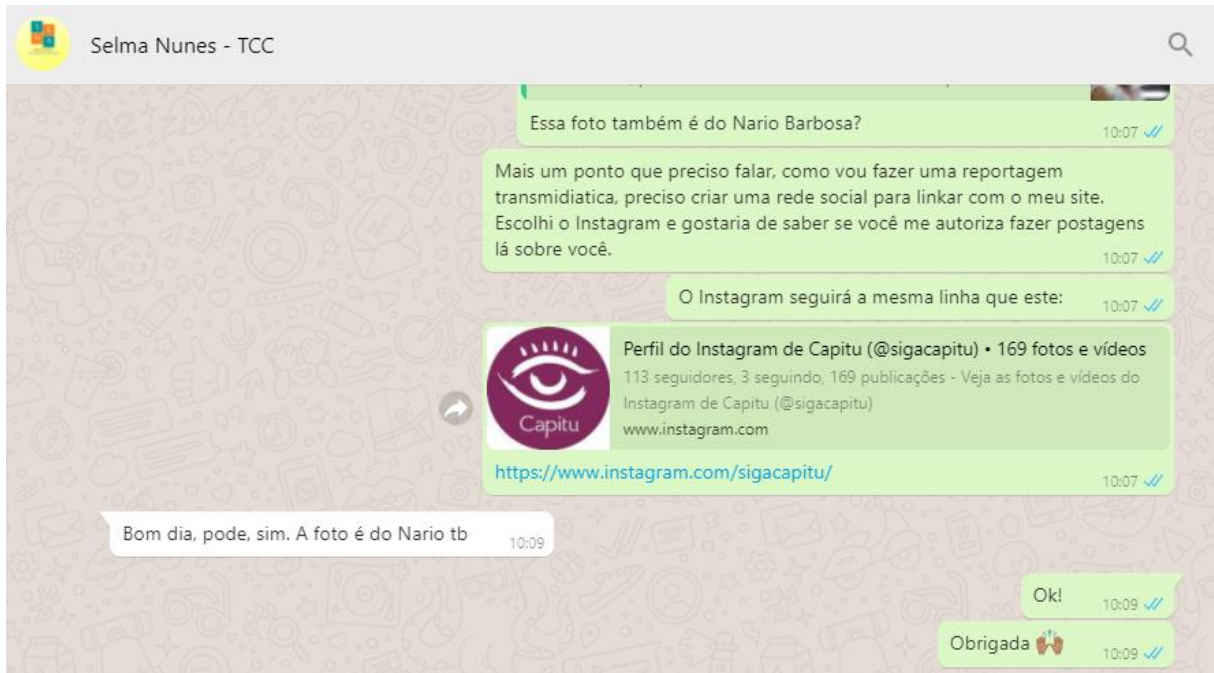 Selma Nunes - TCC
Essa foto também é do Nario Barbosa?
10:07
Mais um ponto que preciso falar, como vou fazer uma reportagem
transmidiatica, preciso criar uma rede social para linkar com o meu site.
Escolhi o Instagram e gostaria de saber se você me autoriza fazer postagens
lá sobre você.
10:07
O Instagram seguirá a mesma linha que este:
10:07
Capitu
Perfil do Instagram de Capitu (@sigacapitu) • 169 fotos e vídeos
113 seguidores, 3 seguindo, 169 publicações - Veja as fotos e vídeos do
Instagram de Capitu (@sigacapitu)
www.instagram.com
https://www.instagram.com/sigacapitu/
10:07
Bom dia, pode, sim. A foto é do Nario tb
10:09
Ok!
10:09
Obrigada 🙌🏽
10:09